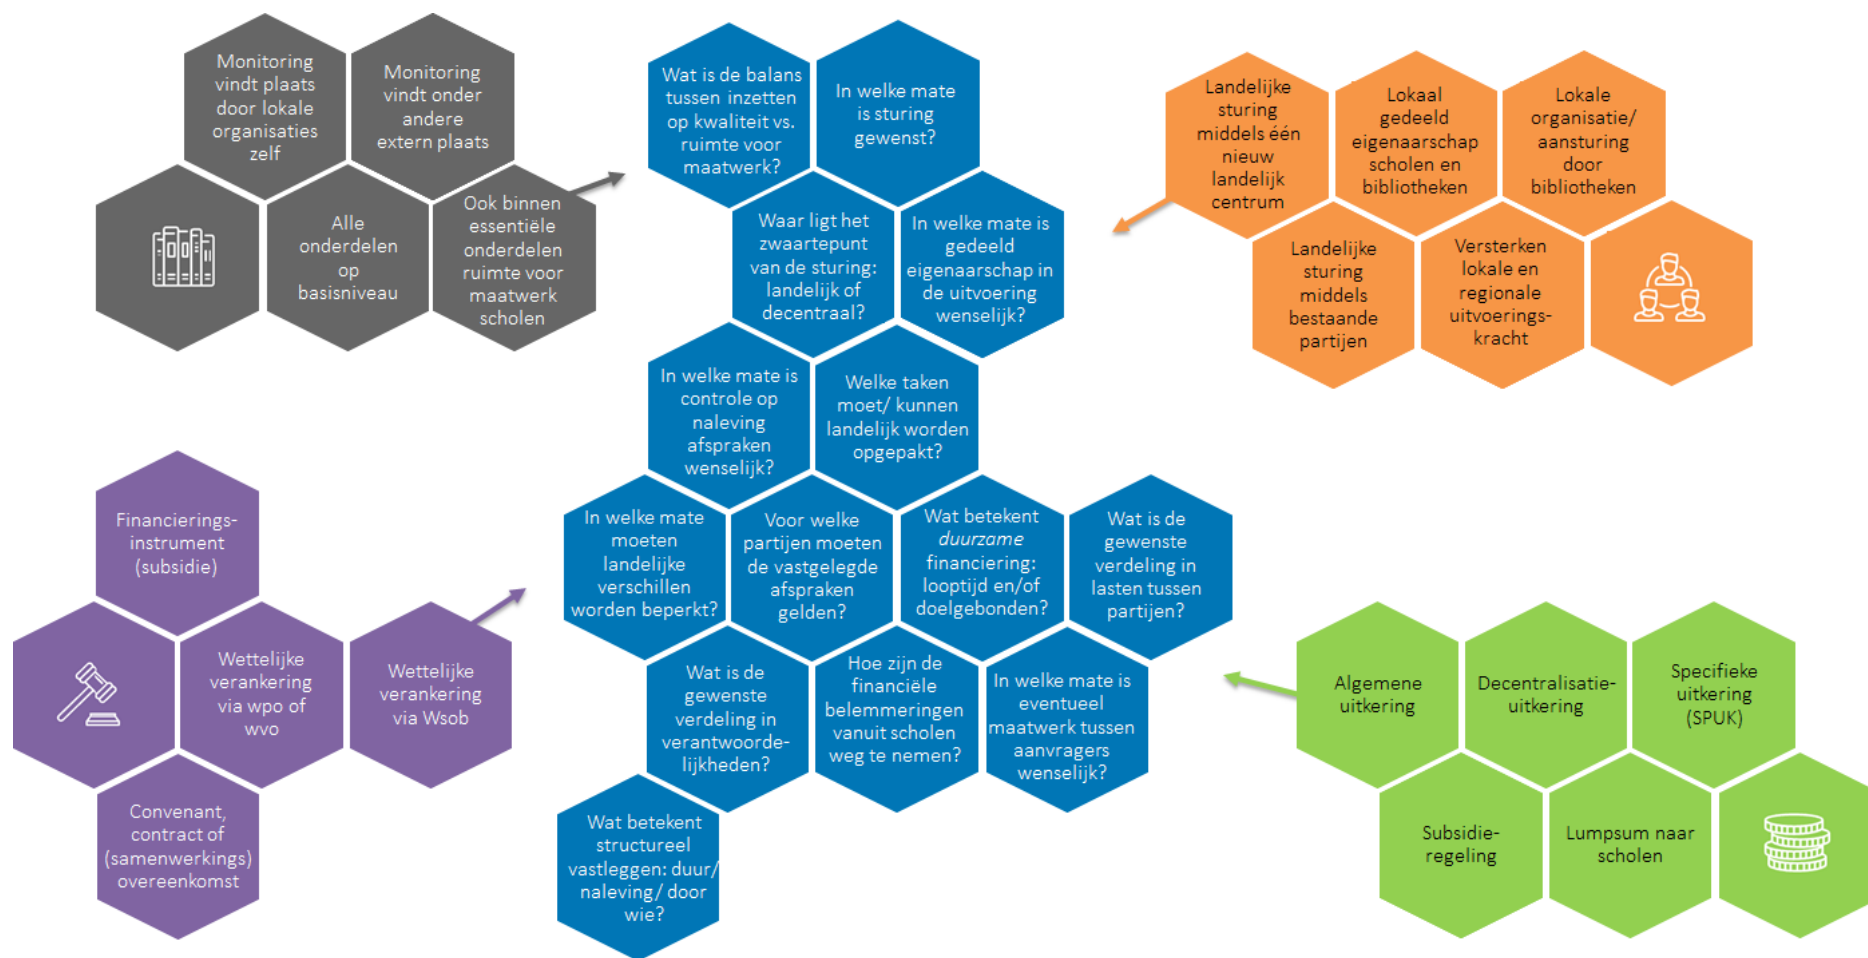 Monitoring
vindt plaats
door lokale
organisaties
zelf
Monitoring
vindt onder
andere
extern plaats
Alle
onderdelen
op
basisniveau
Ook binnen
essentiële
onderdelen
ruimte voor
maatwerk
scholen
Wat is de balans
tussen inzetten
op kwaliteit vs.
ruimte voor
maatwerk?
In welke mate
is sturing
gewenst?
Waar ligt het
zwaartepunt
van de sturing:
landelijk of
decentraal?
In welke mate is
gedeeld
eigenaarschap in
de uitvoering
wenselijk?
In welke mate is
controle op
naleving
afspraken
wenselijk?
Welke taken
moet/ kunnen
landelijk worden
opgepakt?
In welke mate
moeten
landelijke
verschillen
worden beperkt?
Voor welke
partijen moeten
de vastgelegde
afspraken
gelden?
Wat betekent
duurzame
financiering:
looptijd en/of
doelgebonden?
Wat is de
gewenste
verdeling in
lasten tussen
partijen?
Wat is de
gewenste
verdeling in
verantwoorde-
lijkheden?
Hoe zijn de
financiële
belemmeringen
vanuit scholen
weg te nemen?
In welke mate is
eventueel
maatwerk tussen
aanvragers
wenselijk?
Wat betekent
structureel
vastleggen: duur/
naleving/ door
wie?
Landelijke
sturing
middels één
nieuw
landelijk
centrum
Lokaal
gedeeld
eigenaarschap
scholen en
bibliotheken
Lokale
organisatie/
aansturing
door
bibliotheken
Landelijke
sturing
middels
bestaande
partijen
Versterken
lokale en
regionale
uitvoerings-
kracht
Financierings-
instrument
(subsidie)
Wettelijke
verankering
via wpo of
wvo
Wettelijke
verankering
via Wsob
Convenant,
contract of
(samenwerkings)
overeenkomst
Algemene
uitkering
Decentralisatie-
uitkering
Specifieke
uitkering
(SPUK)
Subsidie-
regeling
Lumpsum naar
scholen